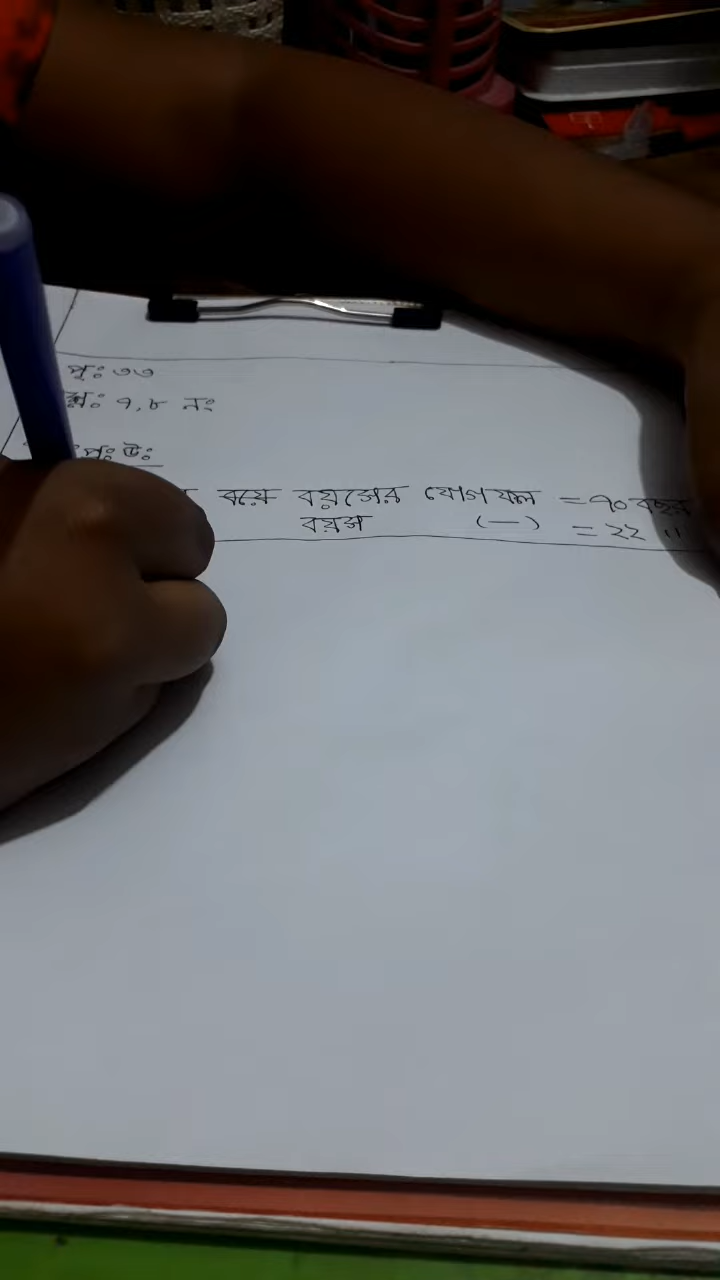 পৃঃ ৩৩
প্রঃ ৭,৮ নং
পৃঃ উঃ
বয়ে বয়সের যোগফল = ৭০ বছর
বয়স (—) = ২২ "